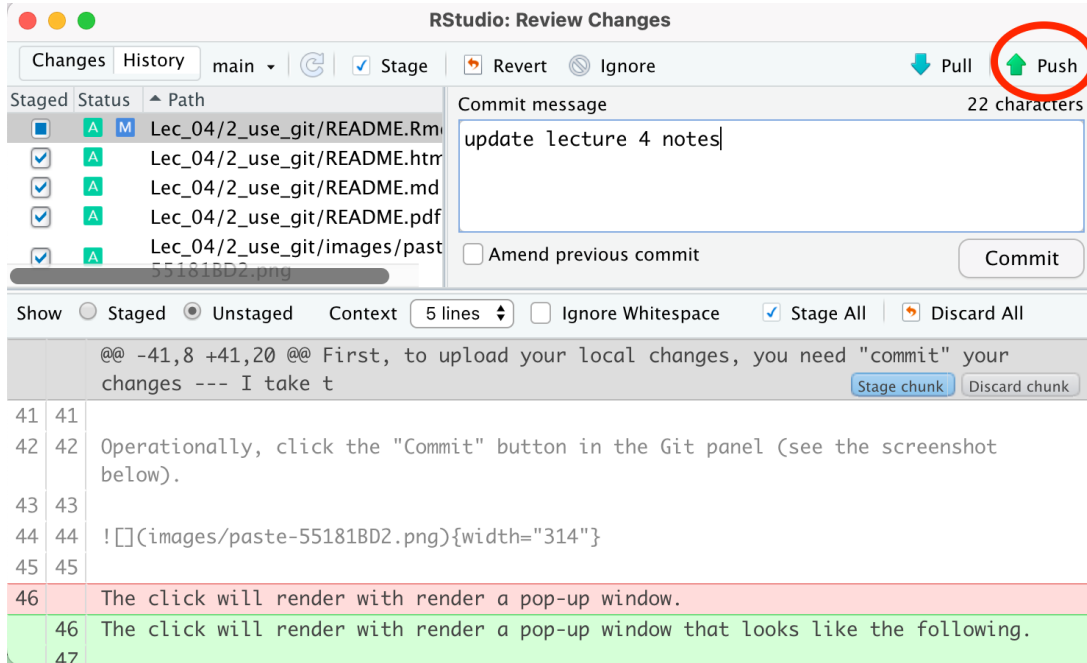 RStudio: Review Changes
Changes History main Stage Revert Ignore Pull Push
Staged Status Path Commit message 22 characters
A M Lec_04/2_use_git/README.Rm
update lecture 4 notes
A Lec_04/2_use_git/README.htm
A Lec_04/2_use_git/README.md
A Lec_04/2_use_git/README.pdf
A Lec_04/2_use_git/images/past
55181BD2.png
Amend previous commit Commit
Show Staged Unstaged Context 5 lines Ignore Whitespace Stage All Discard All
@@ -41,8 +41,20 @@ First, to upload your local changes, you need "commit" your
changes --- I take t Stage chunk Discard chunk
41 41
42 42 Operationally, click the "Commit" button in the Git panel (see the screenshot
below).
43 43
44 44 ![](images/paste-55181BD2.png){width="314"}
45 45
46 The click will render with render a pop-up window.
46 The click will render with render a pop-up window that looks like the following.
47